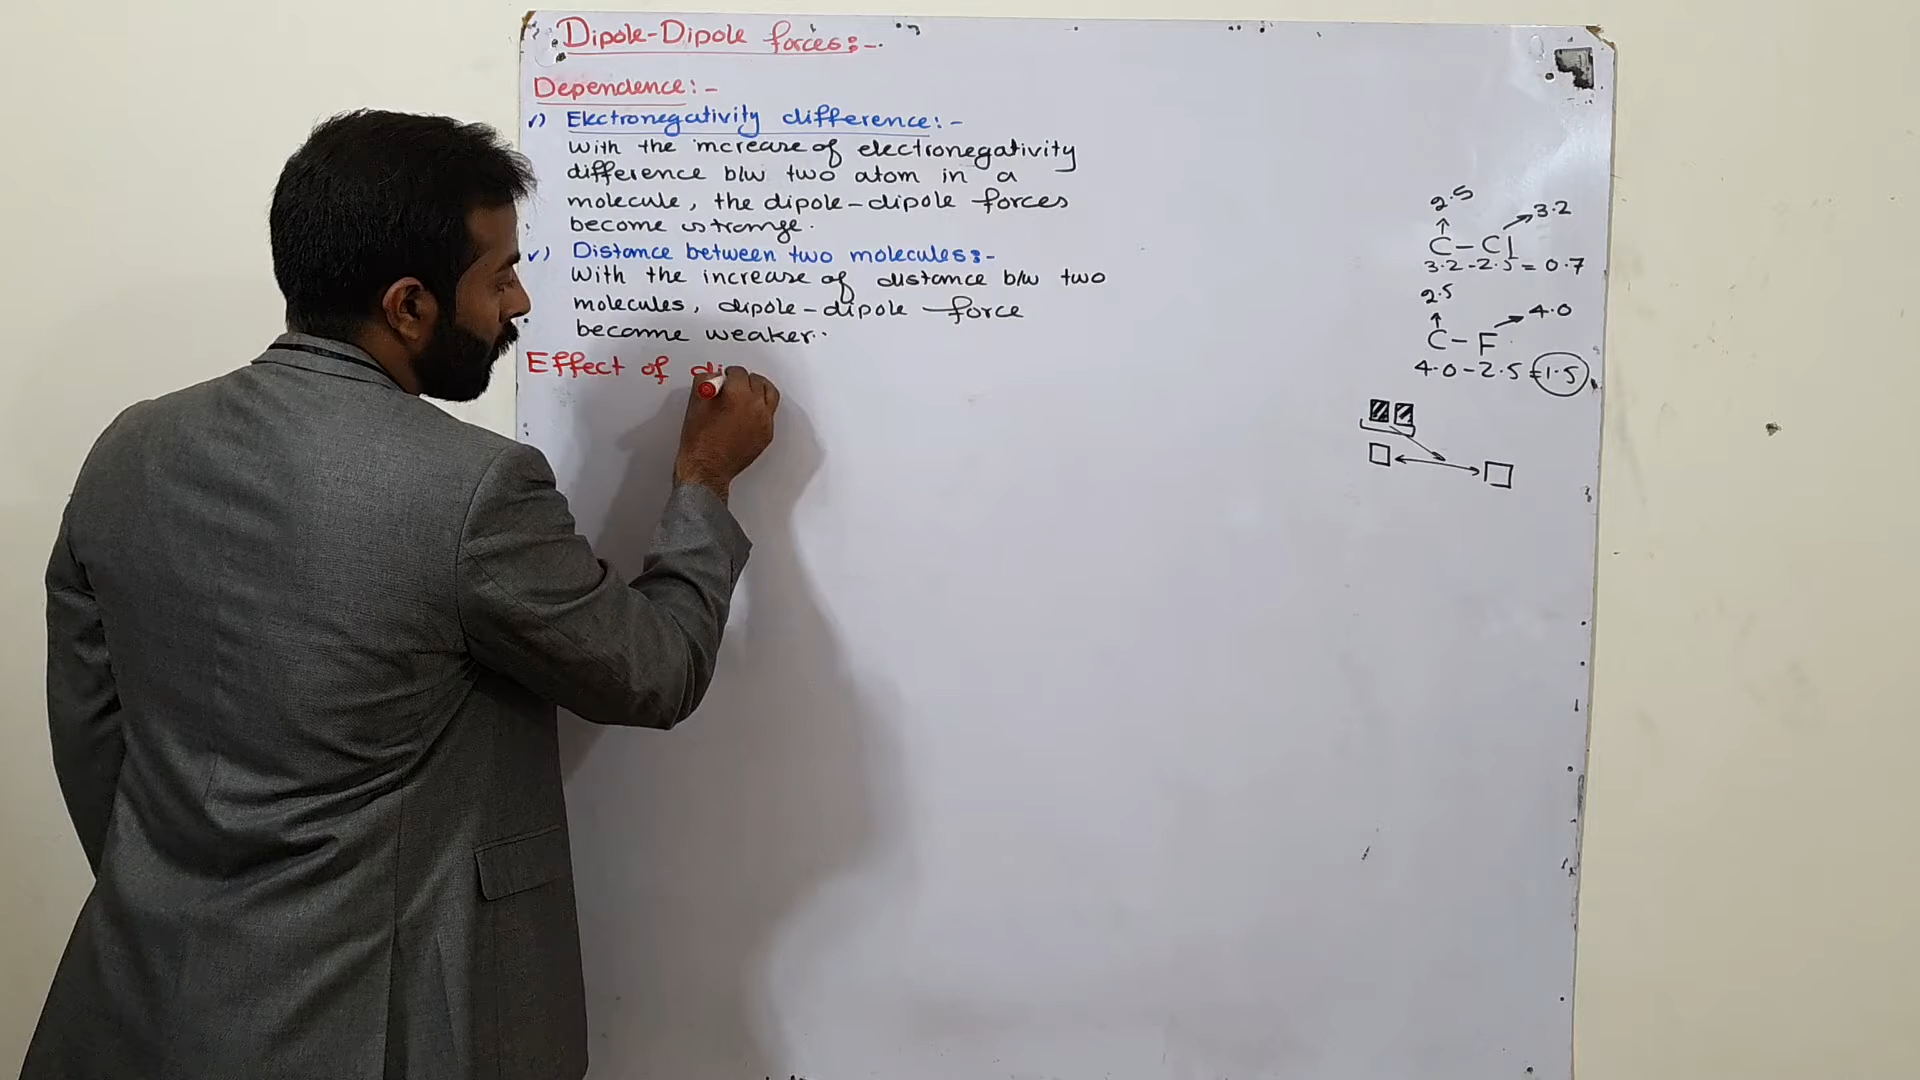 Dipole-Dipole forces:-
Dependence:-
Electronegativity difference:-
With the increase of electronegativity
difference b/w two atom in a
molecule, the dipole-dipole forces
become
Distance between two molecules:-
With the increase of distance b/w two
molecules, dipole-dipole force
become weaker.
Effect of di
2.5
3.2
C-Cl
3.2-2.5=0.7
2.5
4.0
C-F
4.0-2.5=1.5